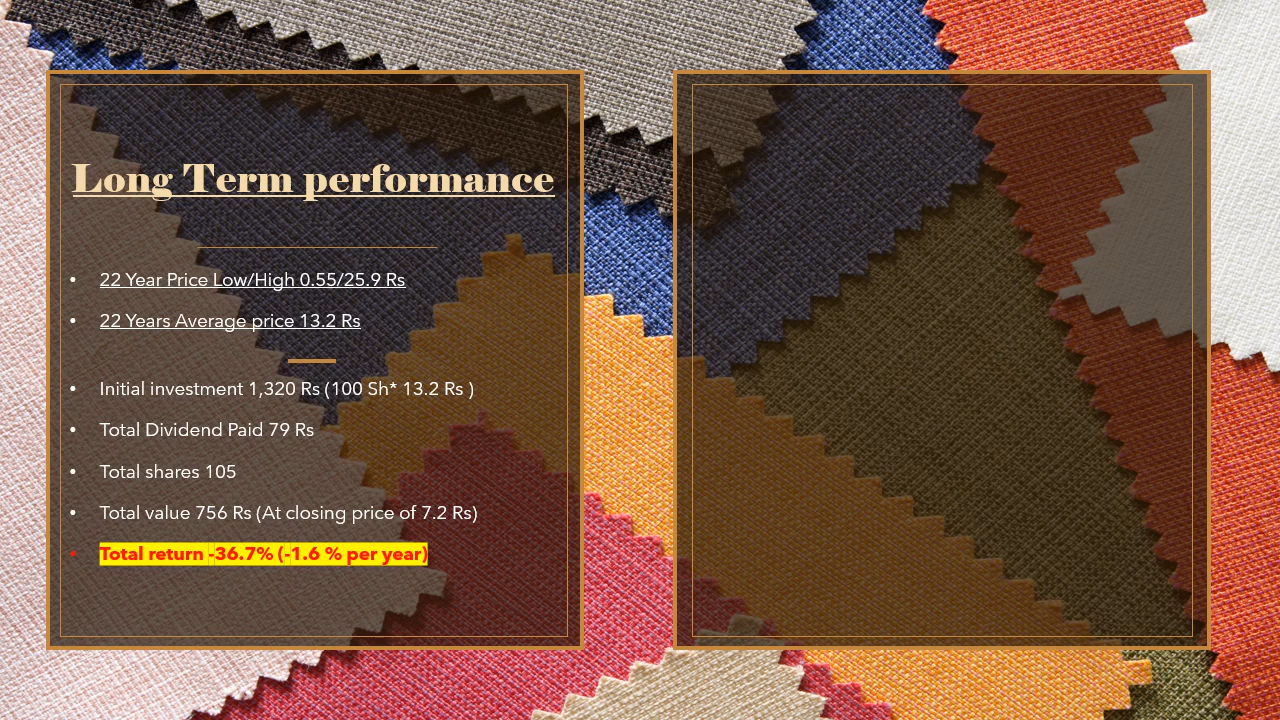 Long Term performance
• 22 Year Price Low/High 0.55/25.9 Rs
• 22 Years Average price 13.2 Rs
• Initial investment 1,320 Rs (100 Sh* 13.2 Rs )
• Total Dividend Paid 79 Rs
• Total shares 105
• Total value 756 Rs (At closing price of 7.2 Rs)
• Total return -36.7% (-1.6 % per year)